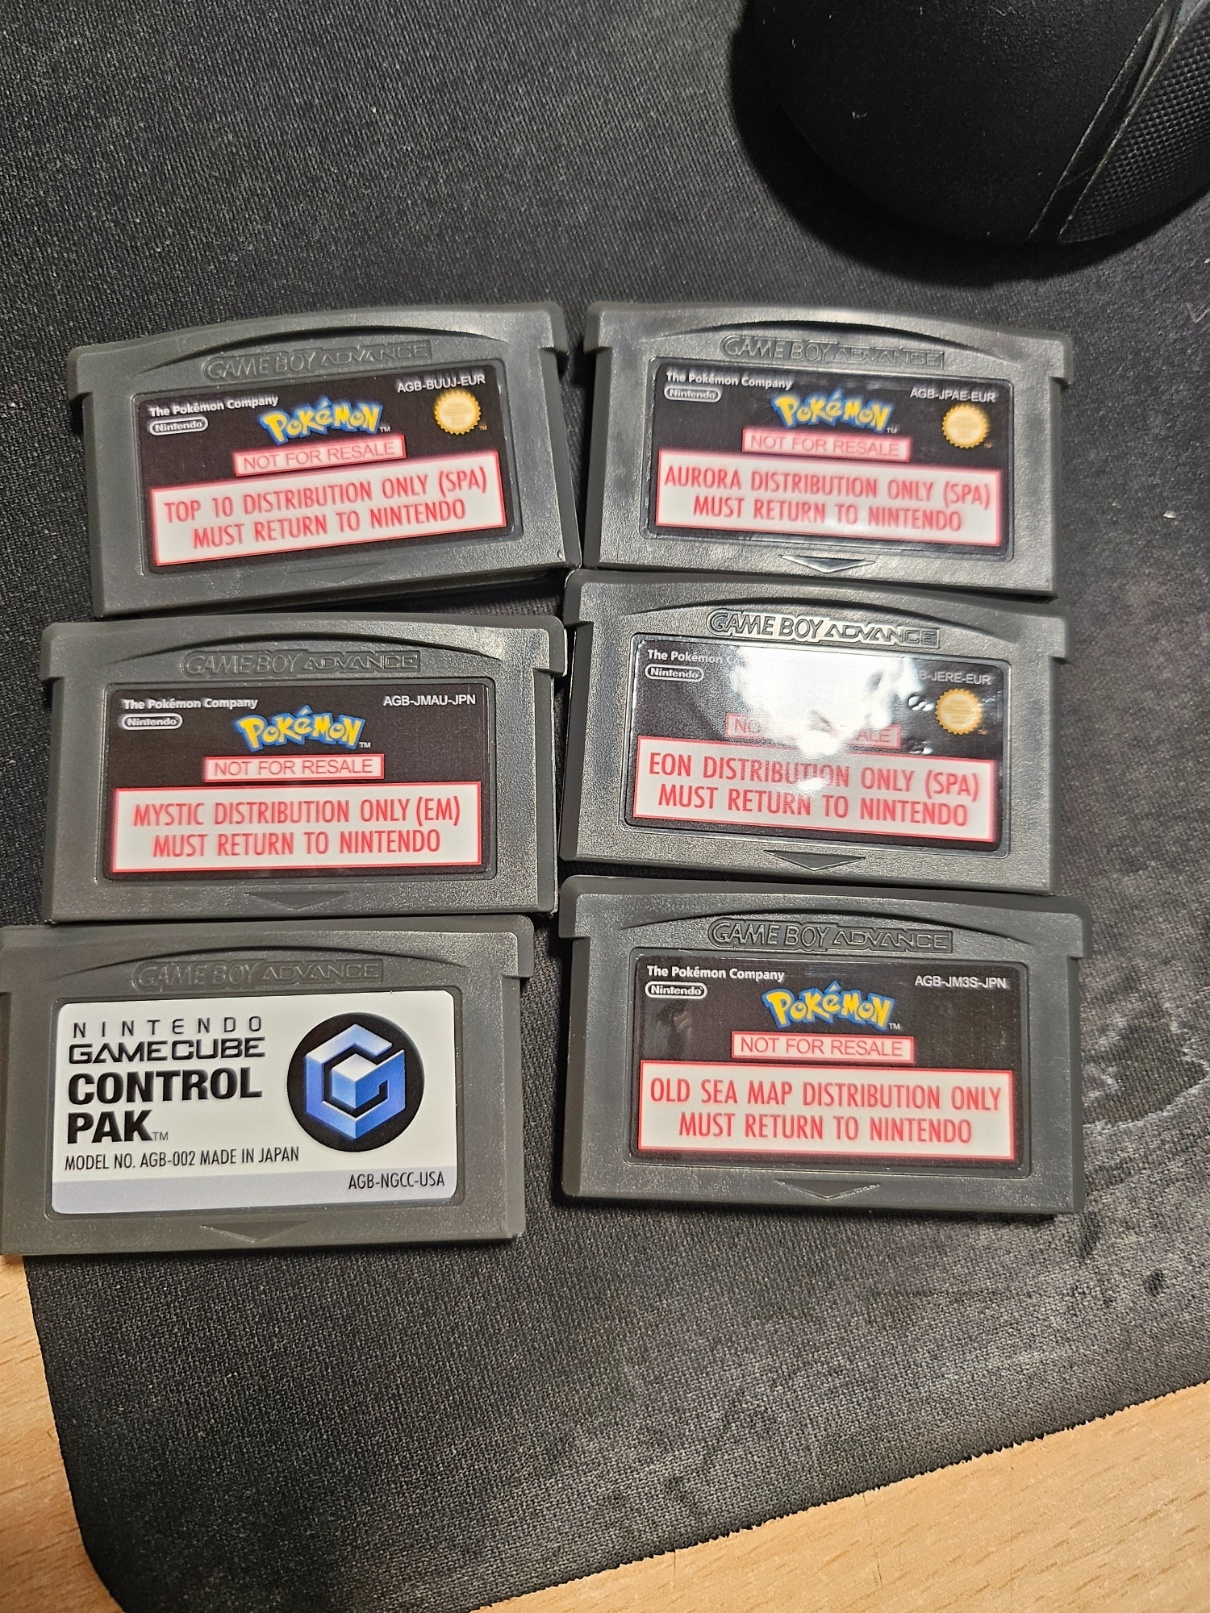 GAME BOY ADVANCE
The Pokémon Company
AGB-BUUJ-EUR
Nintendo
POKéMON™
NOT FOR RESALE
TOP 10 DISTRIBUTION ONLY (SPA)
MUST RETURN TO NINTENDO
GAME BOY ADVANCE
The Pokémon Company
AGB-JPAE-EUR
Nintendo
POKéMON™
NOT FOR RESALE
AURORA DISTRIBUTION ONLY (SPA)
MUST RETURN TO NINTENDO
GAME BOY ADVANCE
The Pokémon Company
AGB-JMAU-JPN
Nintendo
POKéMON™
NOT FOR RESALE
MYSTIC DISTRIBUTION ONLY (EM)
MUST RETURN TO NINTENDO
GAME BOY ADVANCE
The Pokémon
B-JERE-EUR
Nintendo
EON DISTRIBUTION ONLY (SPA)
MUST RETURN TO NINTENDO
GAME BOY ADVANCE
NINTENDO
GAMECUBE
CONTROL
PAK™
MODEL NO. AGB-002 MADE IN JAPAN
AGB-NGCC-USA
GAME BOY ADVANCE
The Pokémon Company
AGB-JM3S-JPN
Nintendo
POKéMON™
NOT FOR RESALE
OLD SEA MAP DISTRIBUTION ONLY
MUST RETURN TO NINTENDO